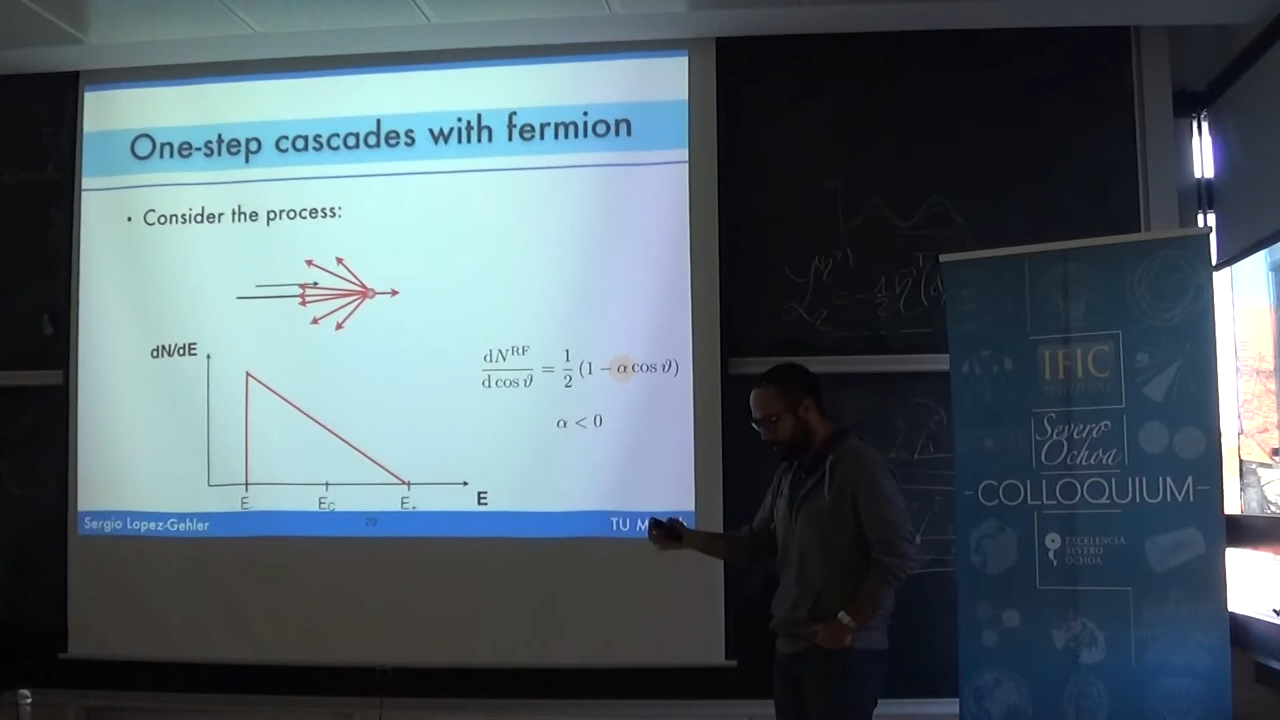 One-step cascades with fermion
• Consider the process:
dN/dE
dN^RF / d cos ϑ = 1/2 (1 − α cos ϑ)
α < 0
E₋ E_C E₊ E
Sergio Lopez-Gehler 29 TU
IFIC
Severo
Ochoa
-COLLOQUIUM-
EXCELENCIA
SEVERO
OCHOA